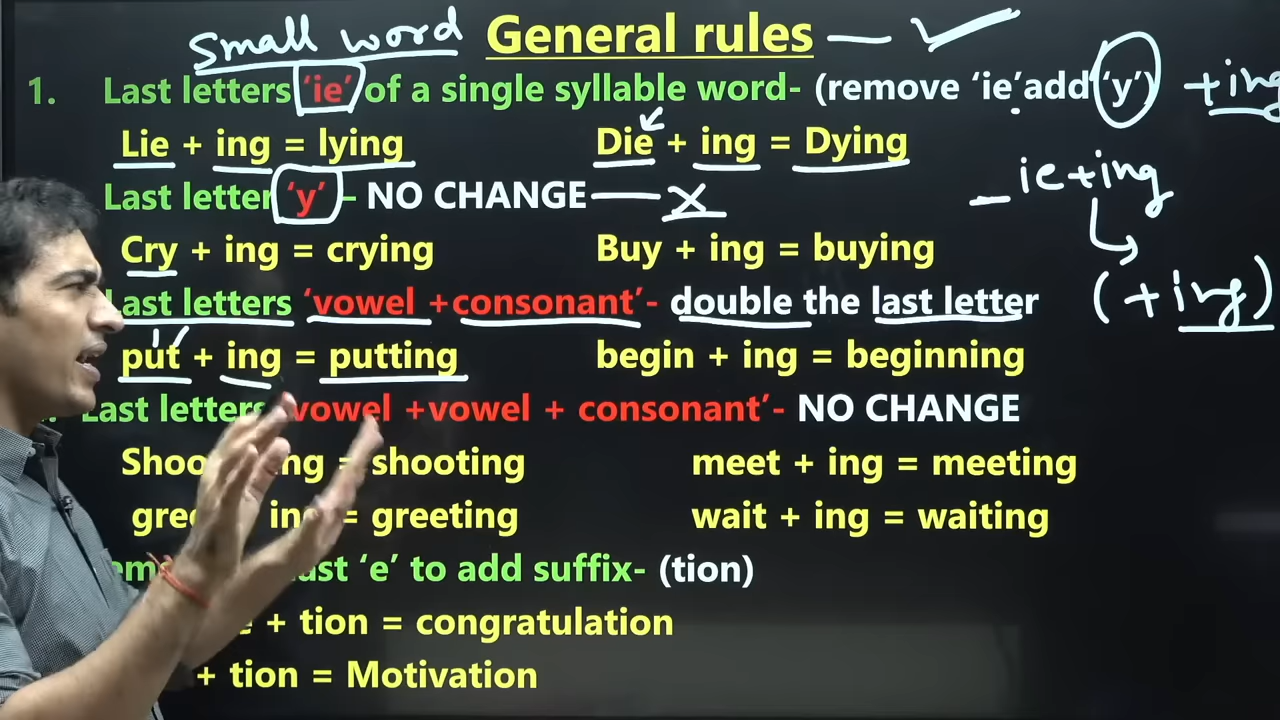 small word General rules
1. Last letters 'ie' of a single syllable word- (remove 'ie' add 'y') +ing
Lie + ing = lying Die + ing = Dying
_ie+ing
Last letter 'y' - NO CHANGE
Cry + ing = crying Buy + ing = buying
(+ing)
Last letters 'vowel +consonant'- double the last letter
put + ing = putting begin + ing = beginning
Last letters 'vowel +vowel + consonant'- NO CHANGE
= shooting meet + ing = meeting
= greeting wait + ing = waiting
'e' to add suffix- (tion)
+ tion = congratulation
+ tion = Motivation